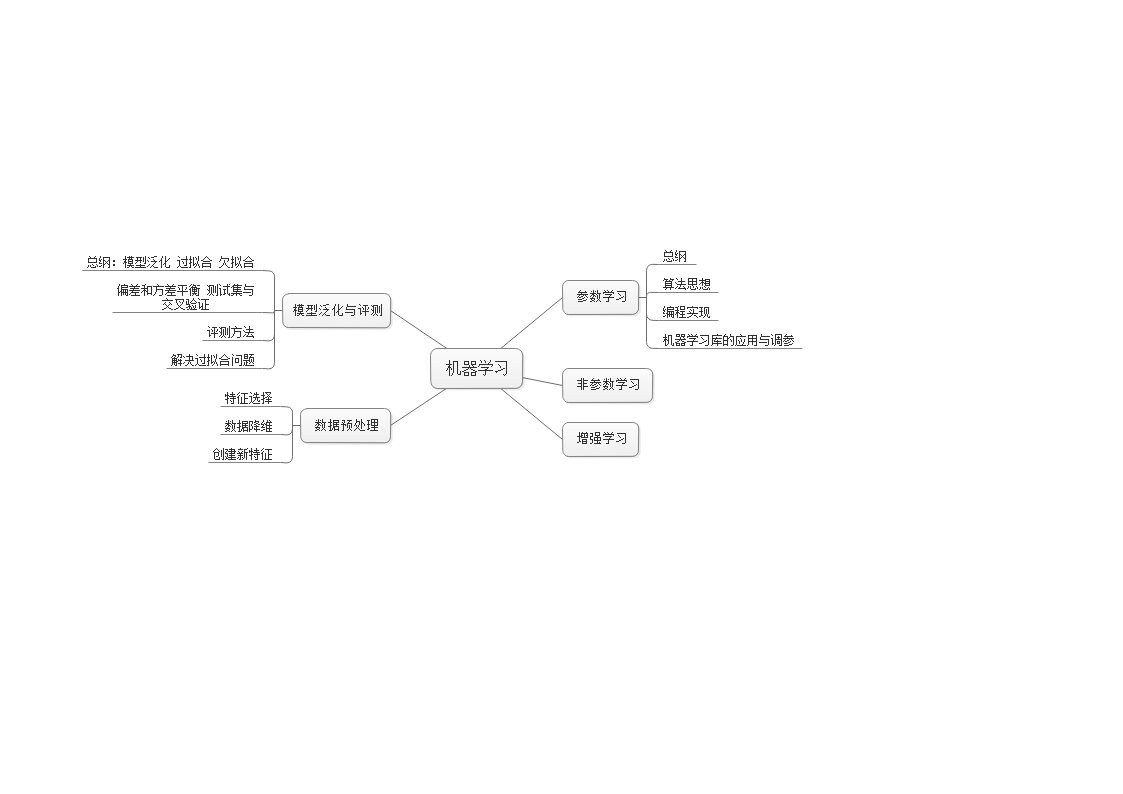 机器学习
参数学习
总纲
算法思想
编程实现
机器学习库的应用与调参
非参数学习
增强学习
模型泛化与评测
总纲：模型泛化 过拟合 欠拟合
偏差和方差平衡 测试集与
交叉验证
评测方法
解决过拟合问题
数据预处理
特征选择
数据降维
创建新特征